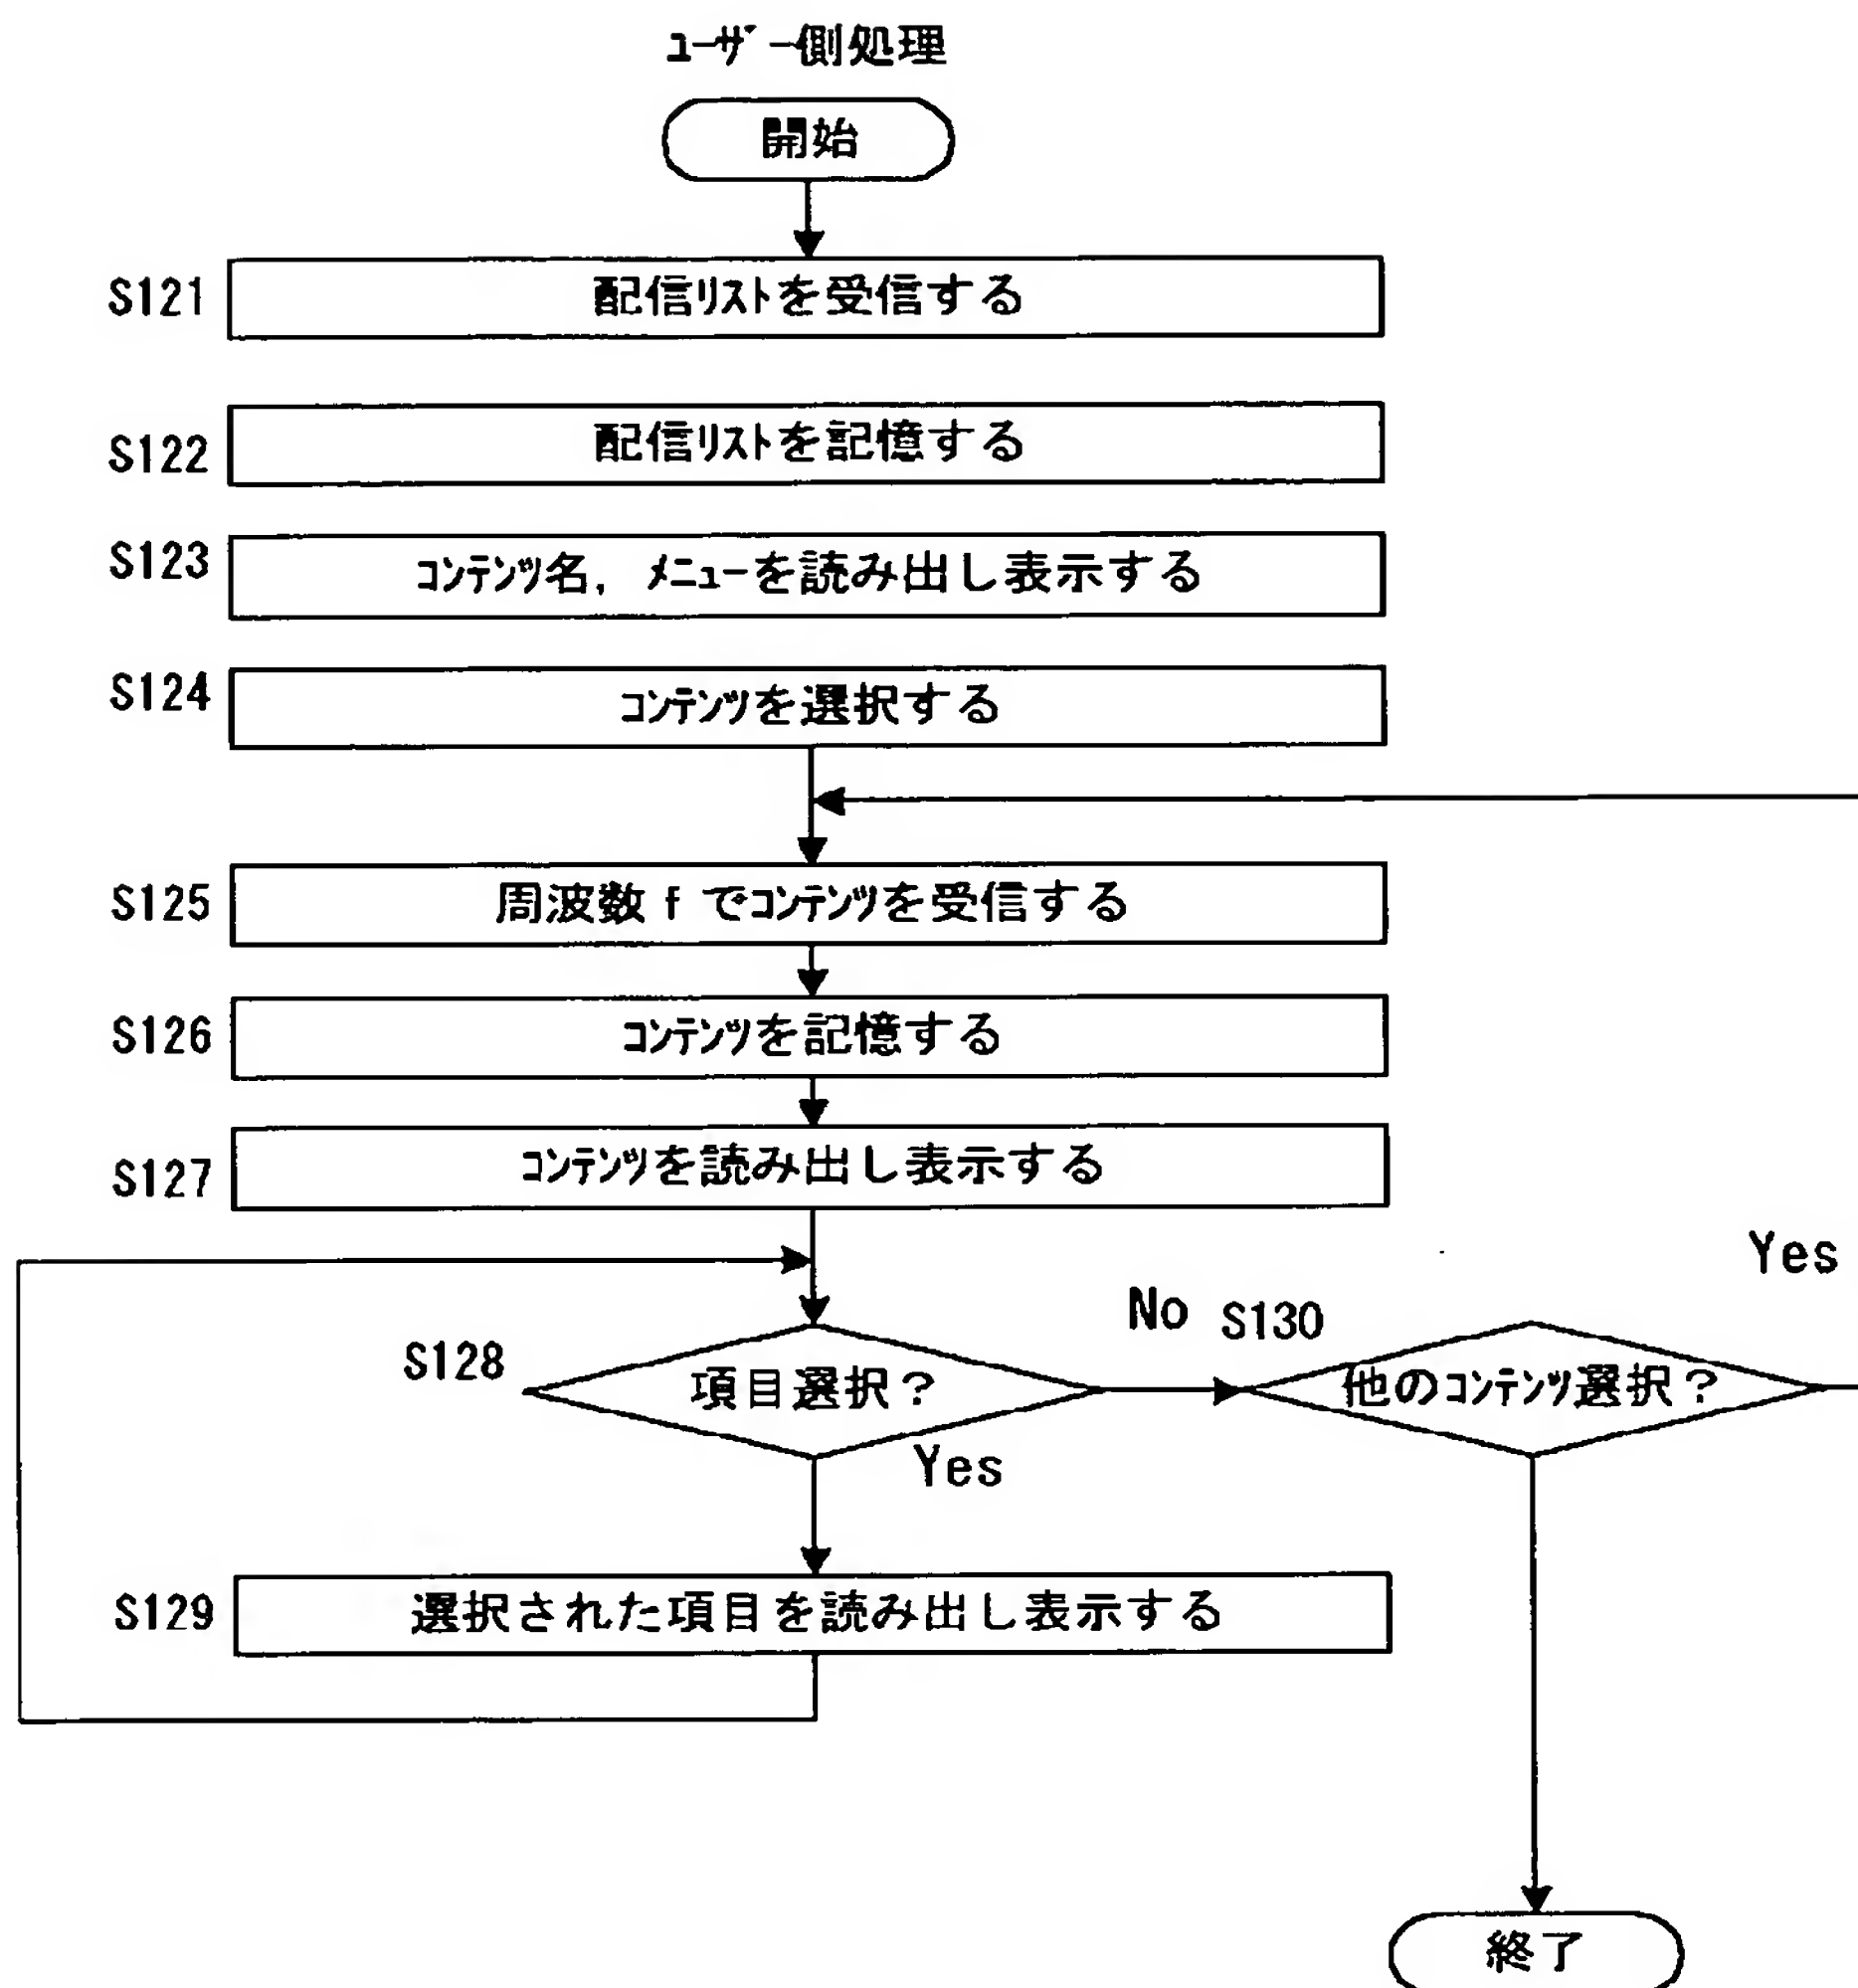 ユーザー側処理
開始
S121 配信リストを受信する
S122 配信リストを記憶する
S123 コンテンツ名，メニューを読み出し表示する
S124 コンテンツを選択する
S125 周波数 f でコンテンツを受信する
S126 コンテンツを記憶する
S127 コンテンツを読み出し表示する
Yes
No S130
S128 項目選択？ 他のコンテンツ選択？
Yes
S129 選択された項目を読み出し表示する
終了